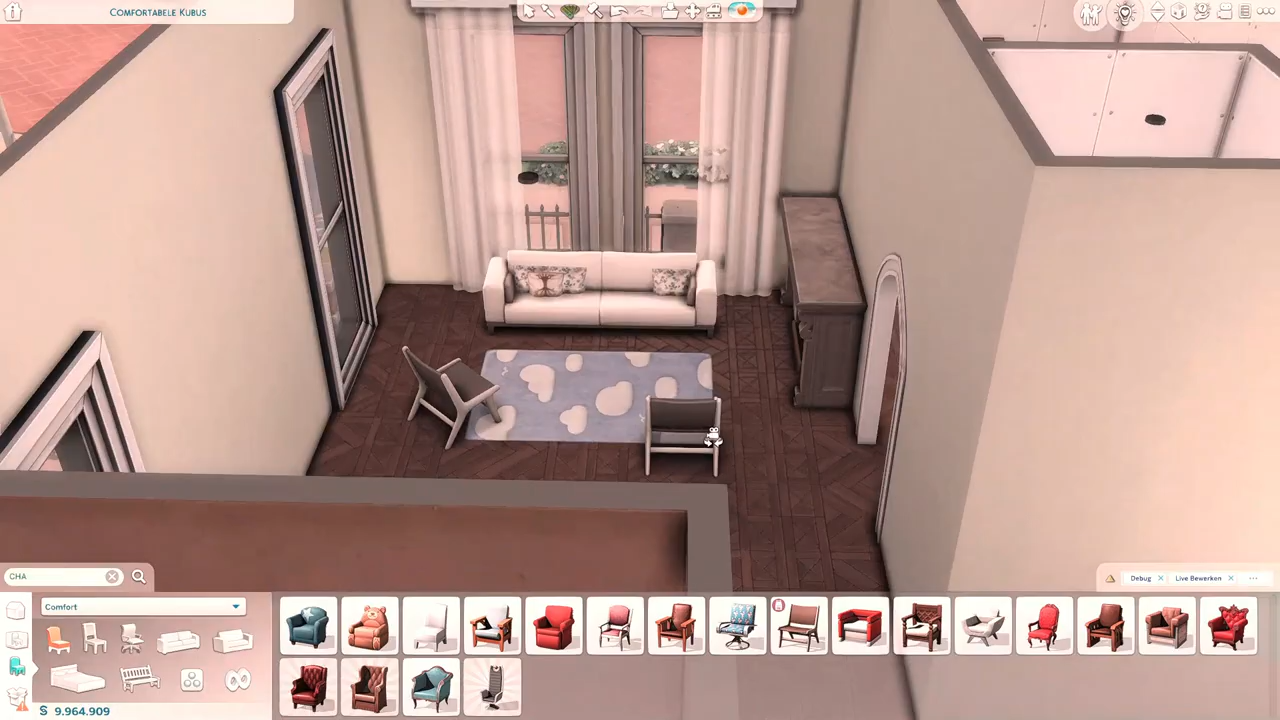 COMFORTABELE KUBUS
CHA
Debug
Live Bewerken
Comfort
$ 9.964.909